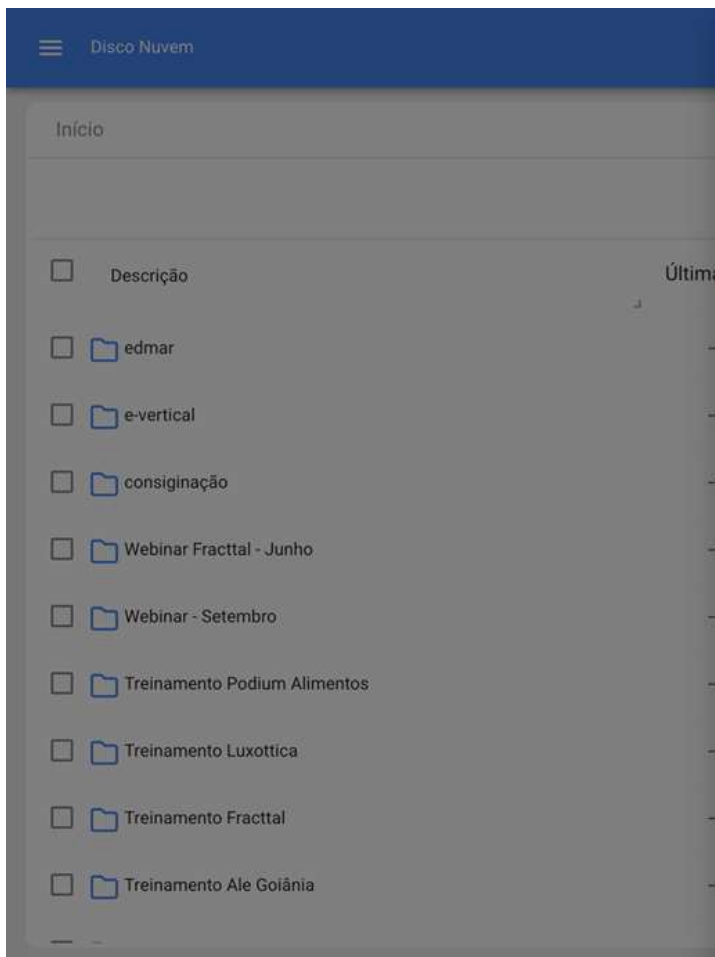 Disco Nuvem
Início
Descrição
edmar
e-vertical
consiginação
Webinar Fracttal - Junho
Webinar - Setembro
Treinamento Podium Alimentos
Treinamento Luxottica
Treinamento Fracttal
Treinamento Ale Goiânia